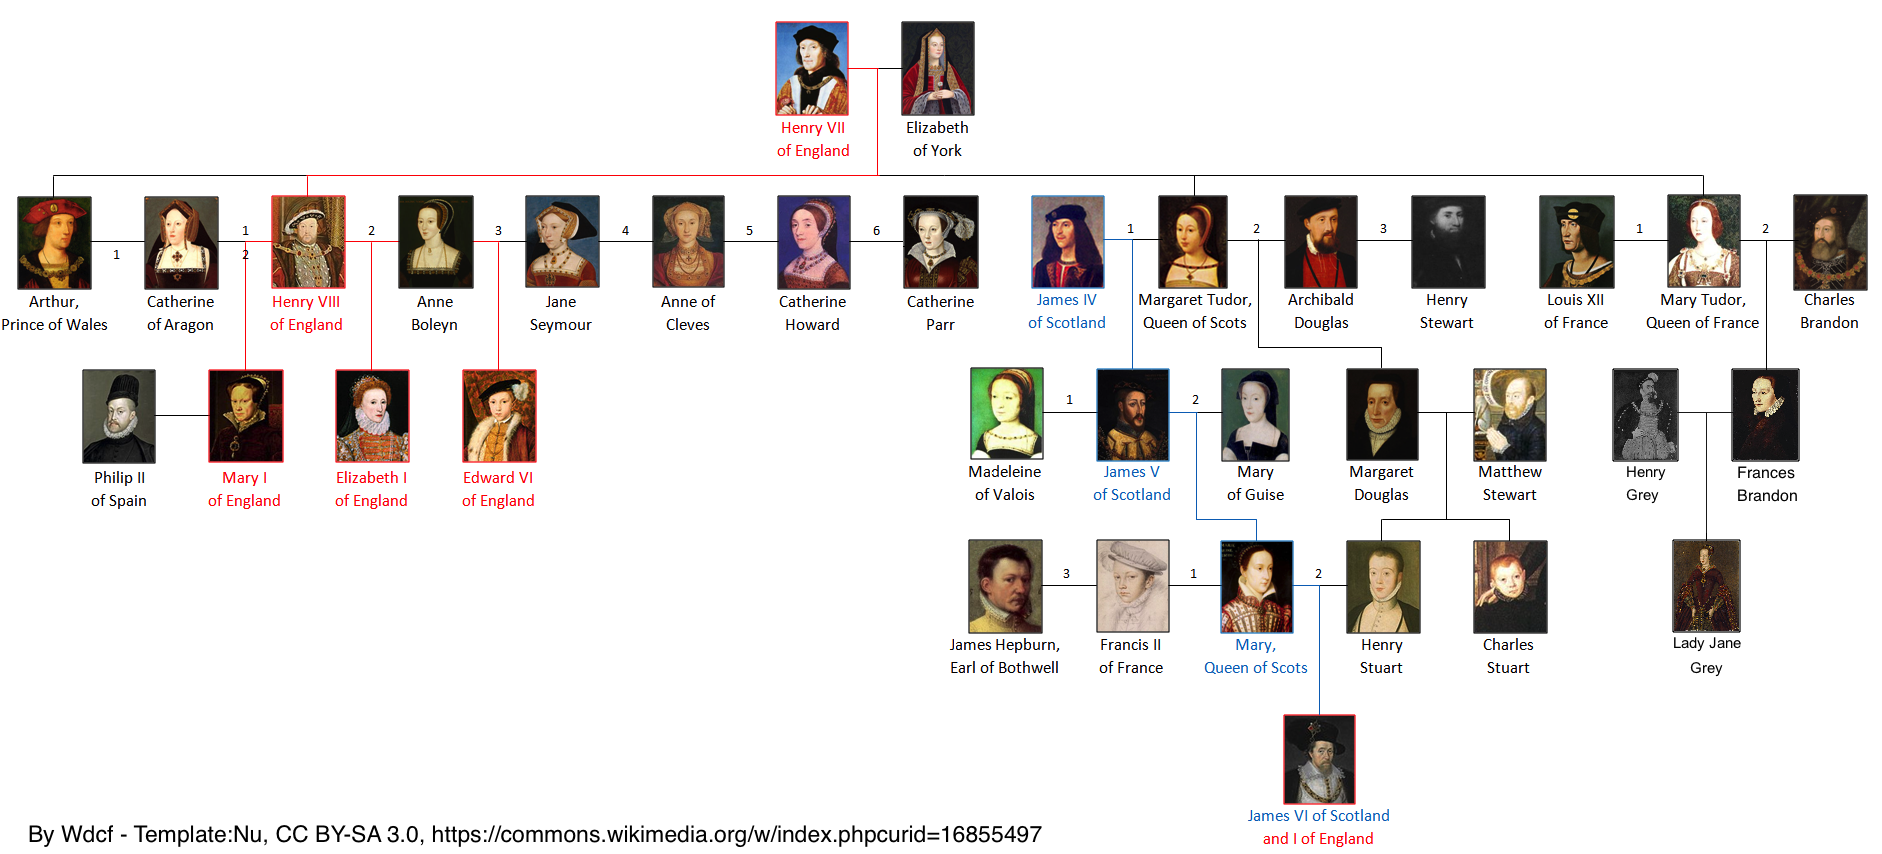 Henry VII
of England
Elizabeth
of York
1
2
3
4
5
6
1
2
3
1
2
1
2
Arthur,
Prince of Wales
Catherine
of Aragon
Henry VIII
of England
Anne
Boleyn
Jane
Seymour
Anne of
Cleves
Catherine
Howard
Catherine
Parr
James IV
of Scotland
Margaret Tudor,
Queen of Scots
Archibald
Douglas
Henry
Stewart
Louis XII
of France
Mary Tudor,
Queen of France
Charles
Brandon
1
2
Philip II
of Spain
Mary I
of England
Elizabeth I
of England
Edward VI
of England
Madeleine
of Valois
James V
of Scotland
Mary
of Guise
Margaret
Douglas
Matthew
Stewart
Henry
Grey
Frances
Brandon
3
1
2
James Hepburn,
Earl of Bothwell
Francis II
of France
Mary,
Queen of Scots
Henry
Stuart
Charles
Stuart
Lady Jane
Grey
James VI of Scotland
and I of England
By Wdcf - Template:Nu, CC BY-SA 3.0, https://commons.wikimedia.org/w/index.phpcurid=16855497